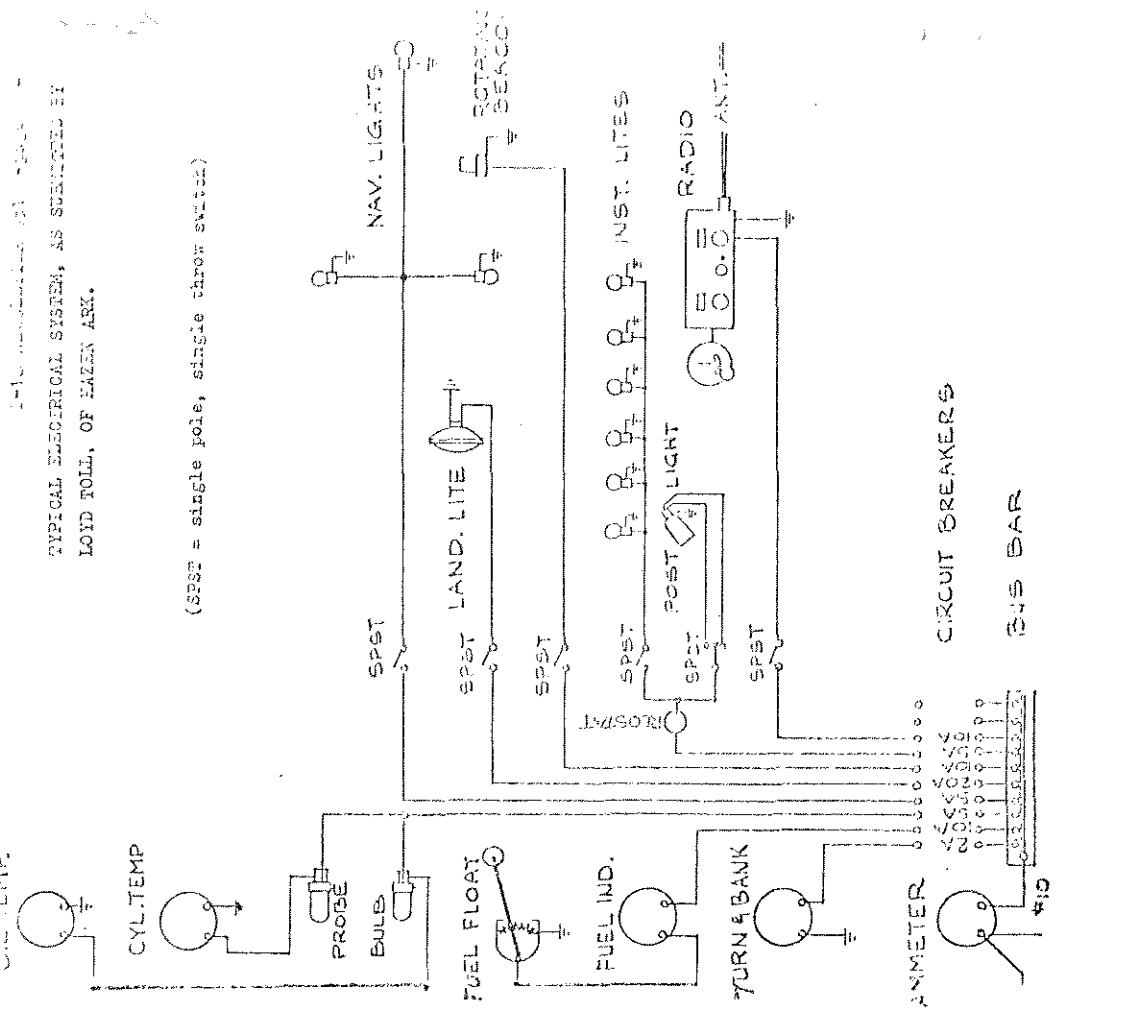 TYPICAL ELECTRICAL SYSTEM, AS SUBMITTED BY
LOYD TOLL, OF HAZEN ARK.
(SPST = single pole, single throw switch)
NAV. LIGHTS
ROTATING
BEACON
INST. LITES
RADIO
ANT.
LAND. LITE
POST LIGHT
SPST
SPST
SPST
SPST
SPST
SPST
CIRCUIT BREAKERS
BUS BAR
CYL.TEMP
PROBE
BULB
FUEL FLOAT
FUEL IND.
TURN & BANK
AMMETER
#10